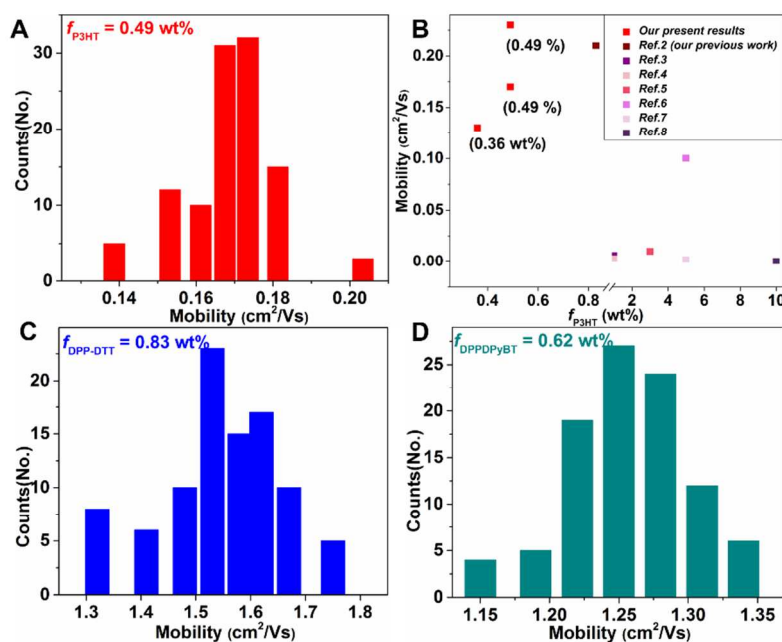 A
f P3HT = 0.49 wt%
30
20
10
0
Counts(No.)
0.14 0.16 0.18 0.20
Mobility (cm²/Vs)
B
0.20
0.15
0.10
0.05
0.00
Mobility (cm²/Vs)
(0.49 %)
(0.49 %)
(0.36 wt%)
Our present results
Ref.2 (our previous work)
Ref.3
Ref.4
Ref.5
Ref.6
Ref.7
Ref.8
0.4 0.6 0.8 2 4 6 8 10
f P3HT (wt%)
C
f DPP-DTT = 0.83 wt%
20
15
10
5
0
Counts(No.)
1.3 1.4 1.5 1.6 1.7 1.8
Mobility (cm²/Vs)
D
f DPPDPyBT = 0.62 wt%
25
20
15
10
5
0
Counts(No.)
1.15 1.20 1.25 1.30 1.35
Mobility (cm²/Vs)